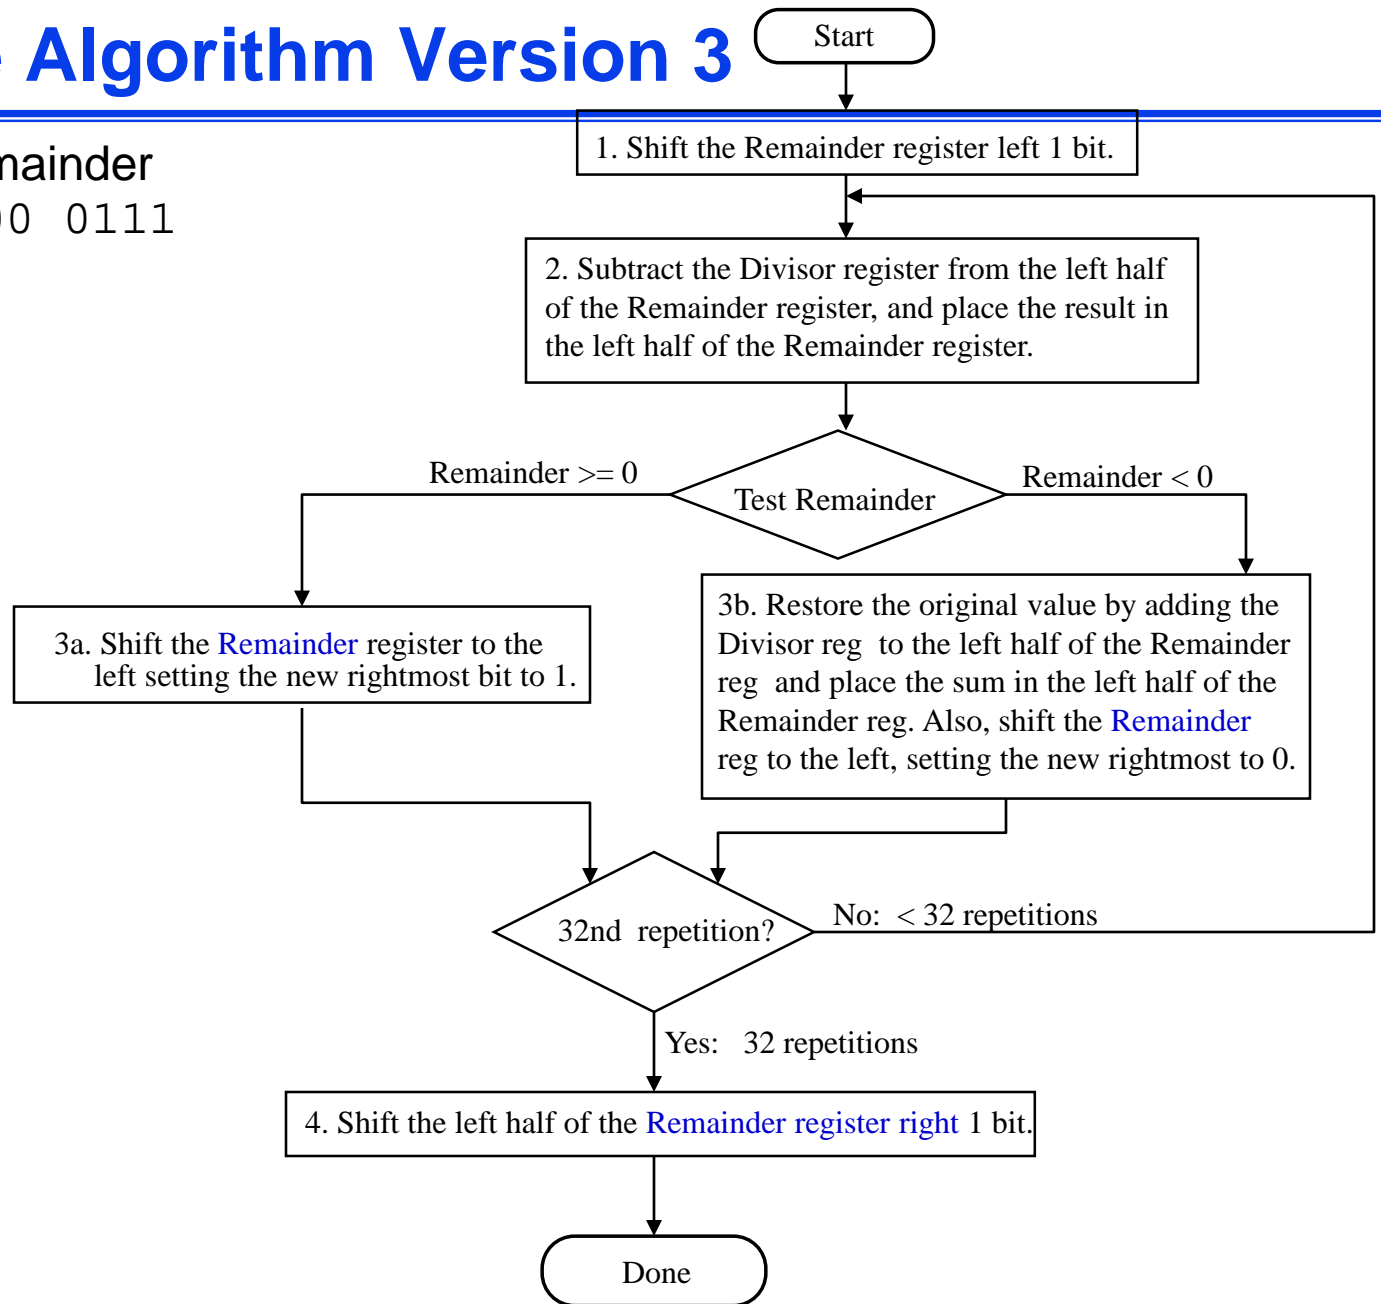 Algorithm Version 3
Start
1. Shift the Remainder register left 1 bit.
mainder
00 0111
2. Subtract the Divisor register from the left half
of the Remainder register, and place the result in
the left half of the Remainder register.
Remainder >= 0
Test Remainder
Remainder < 0
3a. Shift the Remainder register to the
left setting the new rightmost bit to 1.
3b. Restore the original value by adding the
Divisor reg to the left half of the Remainder
reg and place the sum in the left half of the
Remainder reg. Also, shift the Remainder
reg to the left, setting the new rightmost to 0.
32nd repetition?
No: < 32 repetitions
Yes: 32 repetitions
4. Shift the left half of the Remainder register right 1 bit.
Done